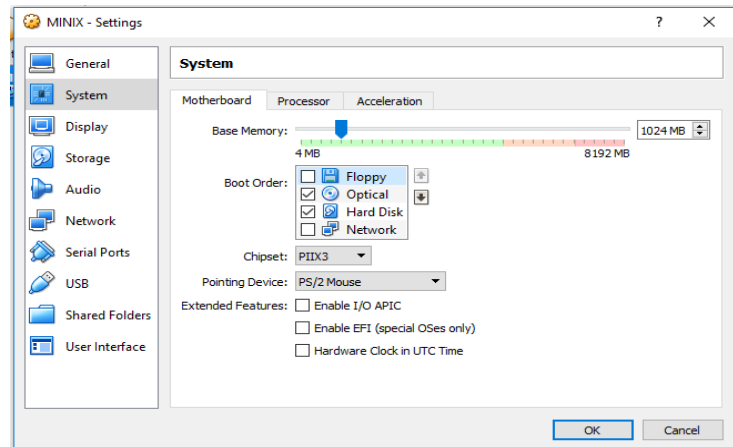 MINIX - Settings
General
System
Display
Storage
Audio
Network
Serial Ports
USB
Shared Folders
User Interface
System
Motherboard Processor Acceleration
Base Memory: 1024 MB
4 MB 8192 MB
Boot Order: Floppy
Optical
Hard Disk
Network
Chipset: PIIX3
Pointing Device: PS/2 Mouse
Extended Features: Enable I/O APIC
Enable EFI (special OSes only)
Hardware Clock in UTC Time
OK Cancel